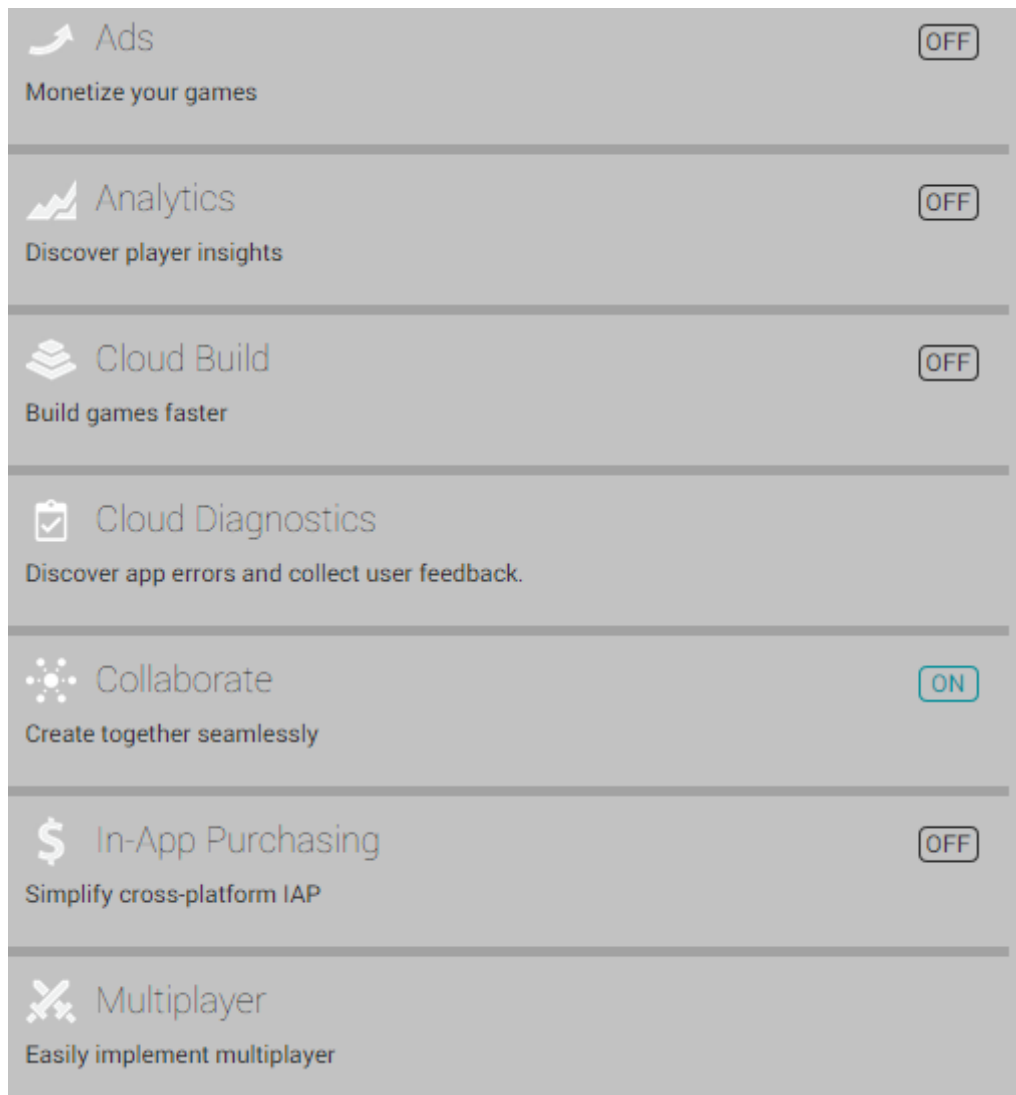 Ads OFF
Monetize your games
Analytics OFF
Discover player insights
Cloud Build OFF
Build games faster
Cloud Diagnostics
Discover app errors and collect user feedback.
Collaborate ON
Create together seamlessly
In-App Purchasing OFF
Simplify cross-platform IAP
Multiplayer
Easily implement multiplayer